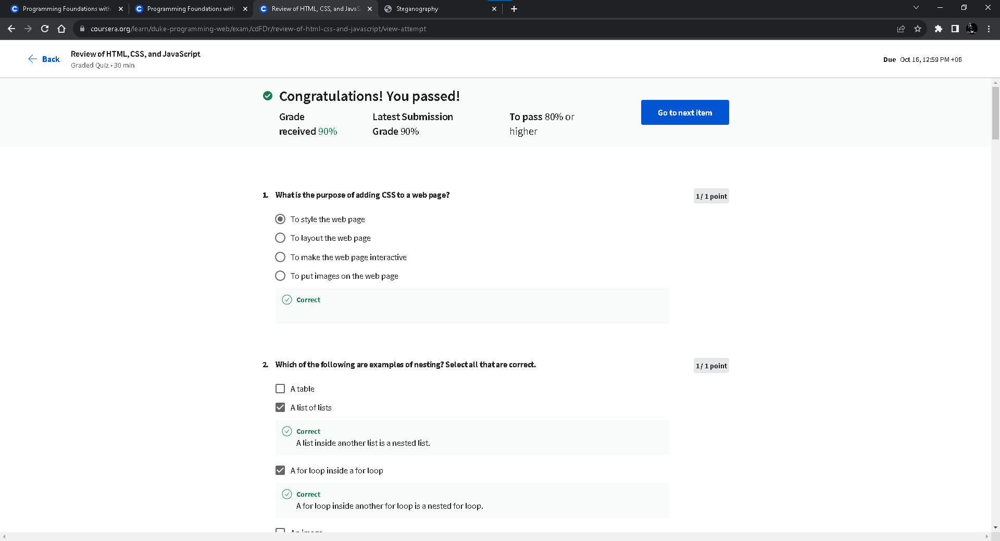 Programming Foundations with
Programming Foundations with
Review of HTML, CSS, and JavaS
Steganography
coursera.org/learn/duke-programming-web/exam/cdFDr/review-of-html-css-and-javascript/view-attempt
Back
Review of HTML, CSS, and JavaScript
Graded Quiz • 30 min
Due Oct 16, 12:59 PM +06
Congratulations! You passed!
Grade received 90%
Latest Submission Grade 90%
To pass 80% or higher
Go to next item
1. What is the purpose of adding CSS to a web page?
1 / 1 point
To style the web page
To layout the web page
To make the web page interactive
To put images on the web page
Correct
2. Which of the following are examples of nesting? Select all that are correct.
1 / 1 point
A table
A list of lists
Correct
A list inside another list is a nested list.
A for loop inside a for loop
Correct
A for loop inside another for loop is a nested for loop.
An image